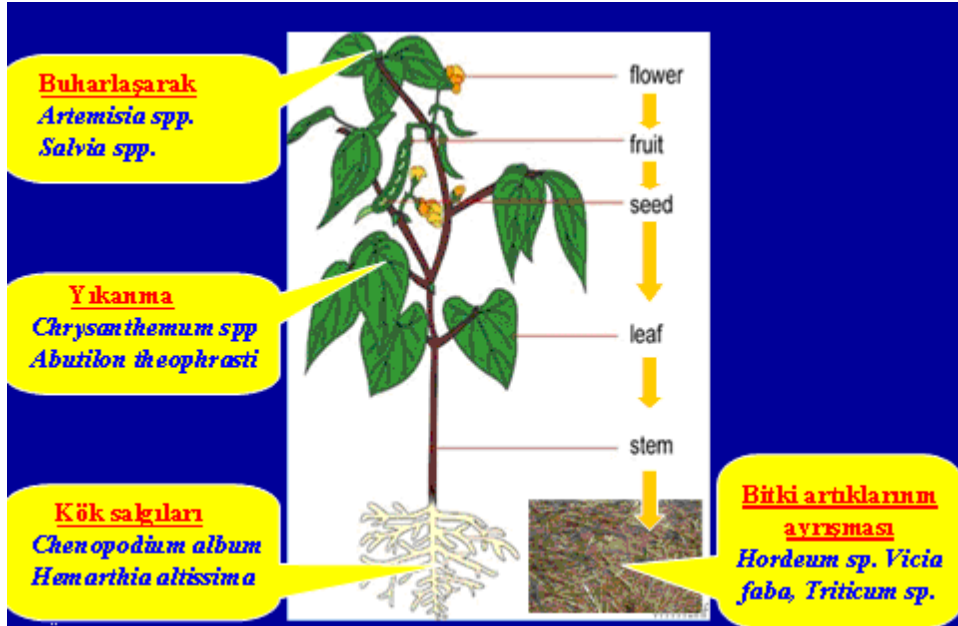 Buharlaşarak
Artemisia spp.
Salvia spp.
Yıkanma
Chrysanthemum spp
Abutilon theophrasti
Kök salgıları
Chenopodium album
Hemarthia altissima
flower
fruit
seed
leaf
stem
Bitki artıklarının
ayrışması
Hordeum sp. Vicia
faba, Triticum sp.